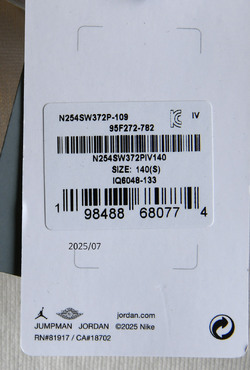 N254SW372P-109
IV
95F272-782
N254SW372PIV140
SIZE: 140(S)
IQ6048-133
1 98488 68077 4
2025/07
jordan.com
JUMPMAN JORDAN ©2025 Nike
RN#81917 / CA#18702